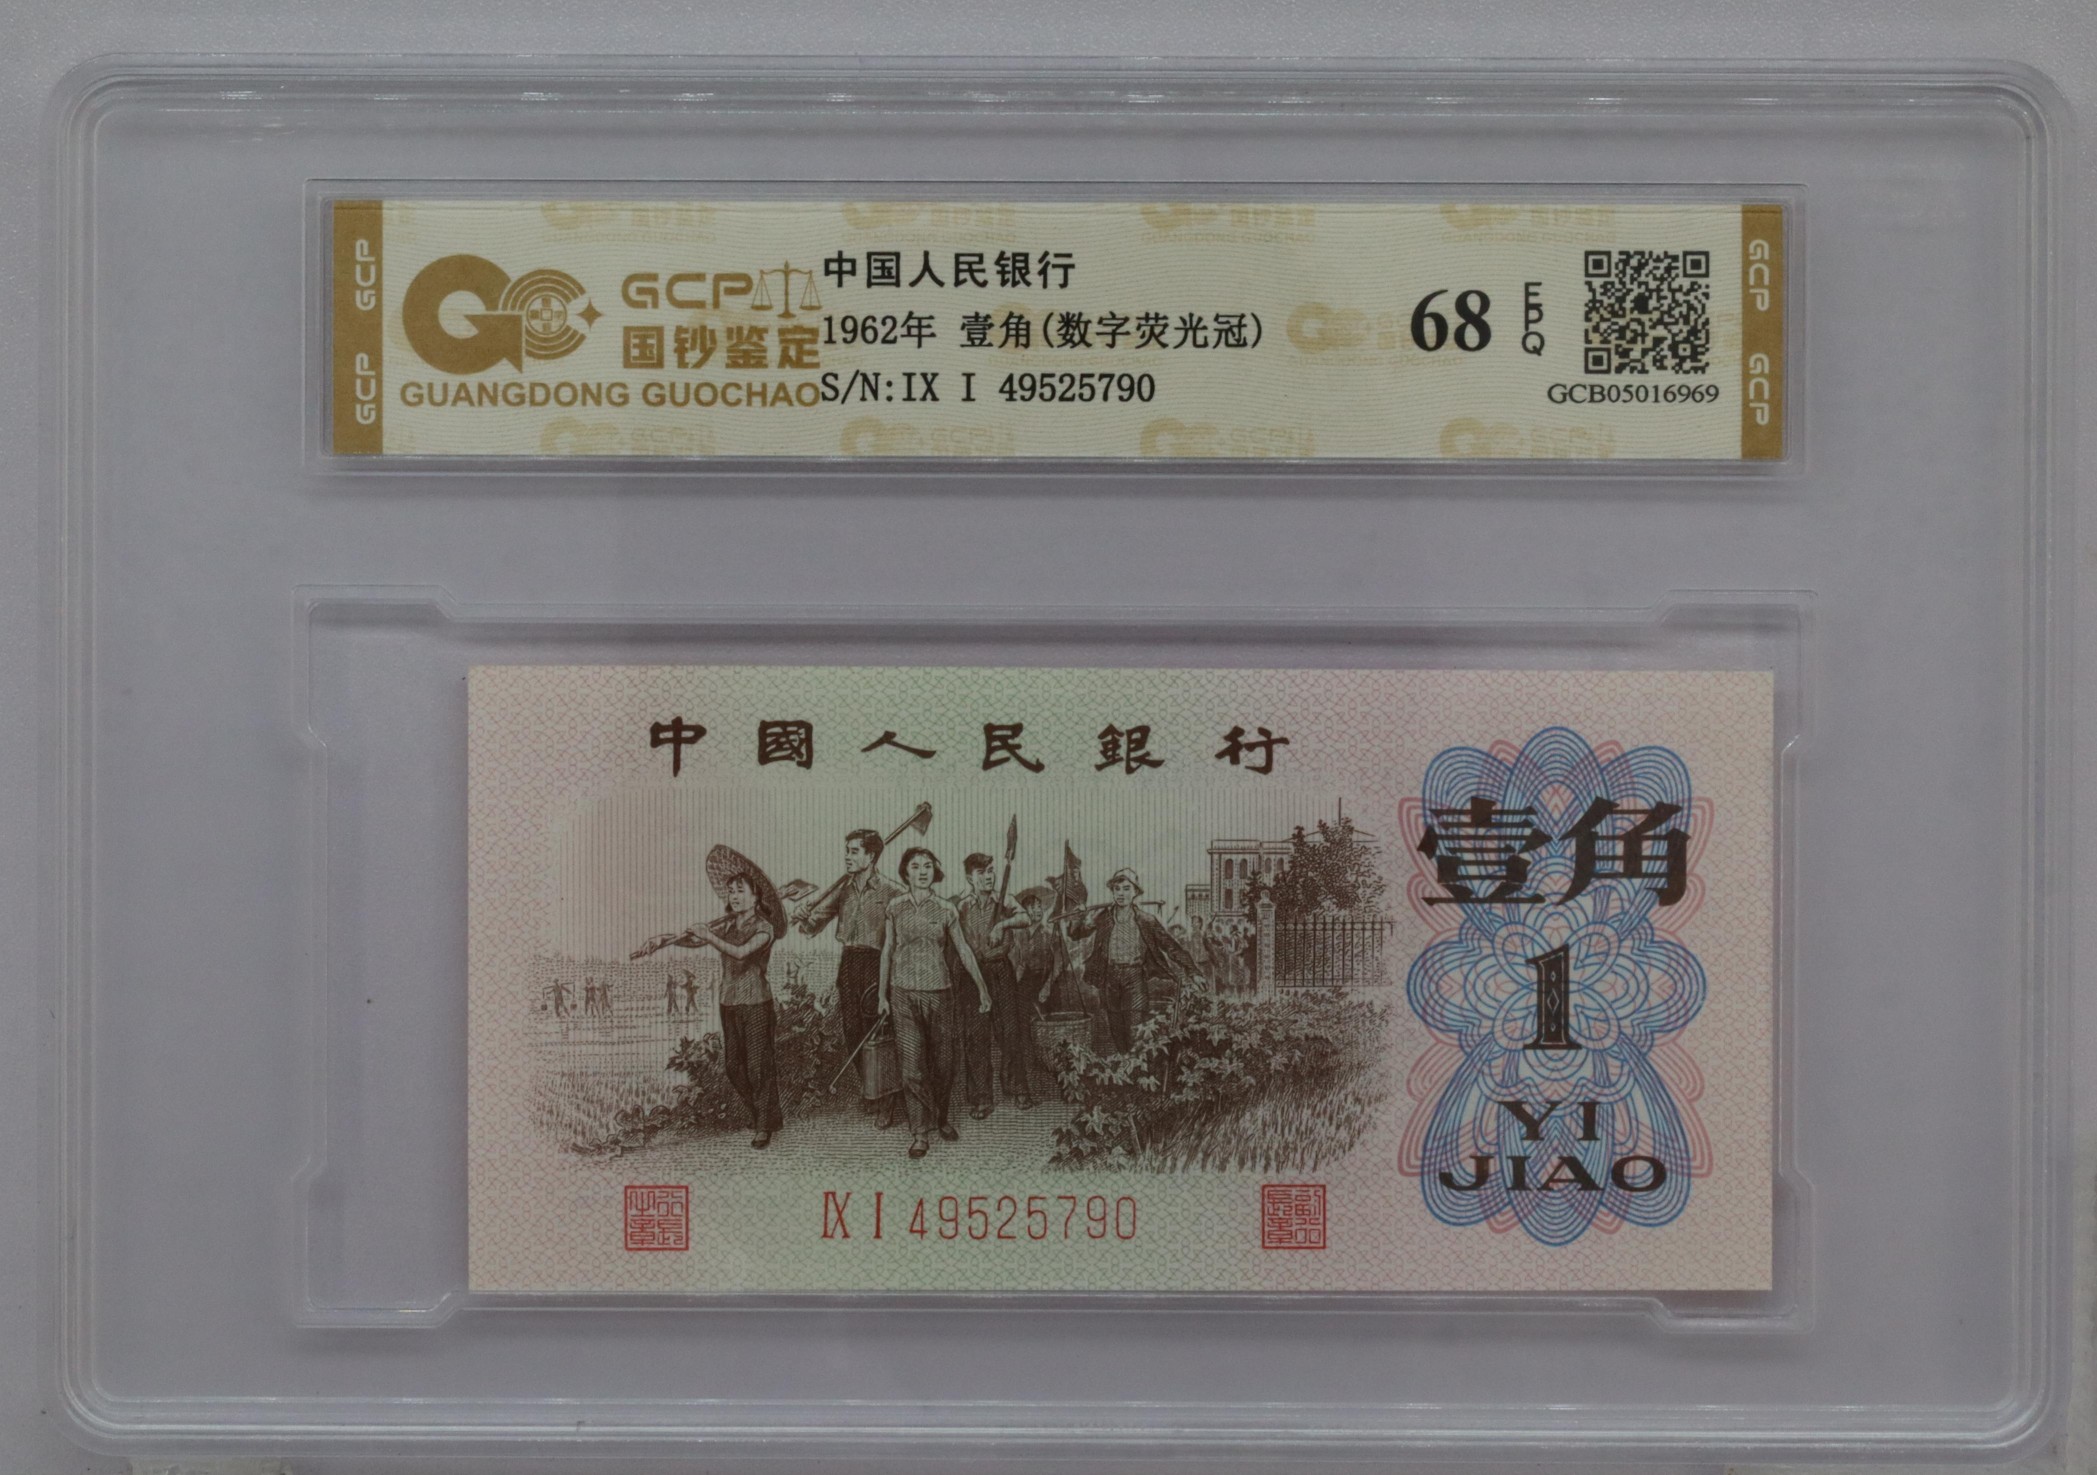 GCP
GCP
GCP
国钞鉴定
GUANGDONG GUOCHAO
中国人民银行
1962年 壹角(数字荧光冠)
S/N:IX I 49525790
68
EPQ
GCB05016969
GCP
GCP
中國人民銀行
壹角
1
YI
JIAO
IX I 49525790